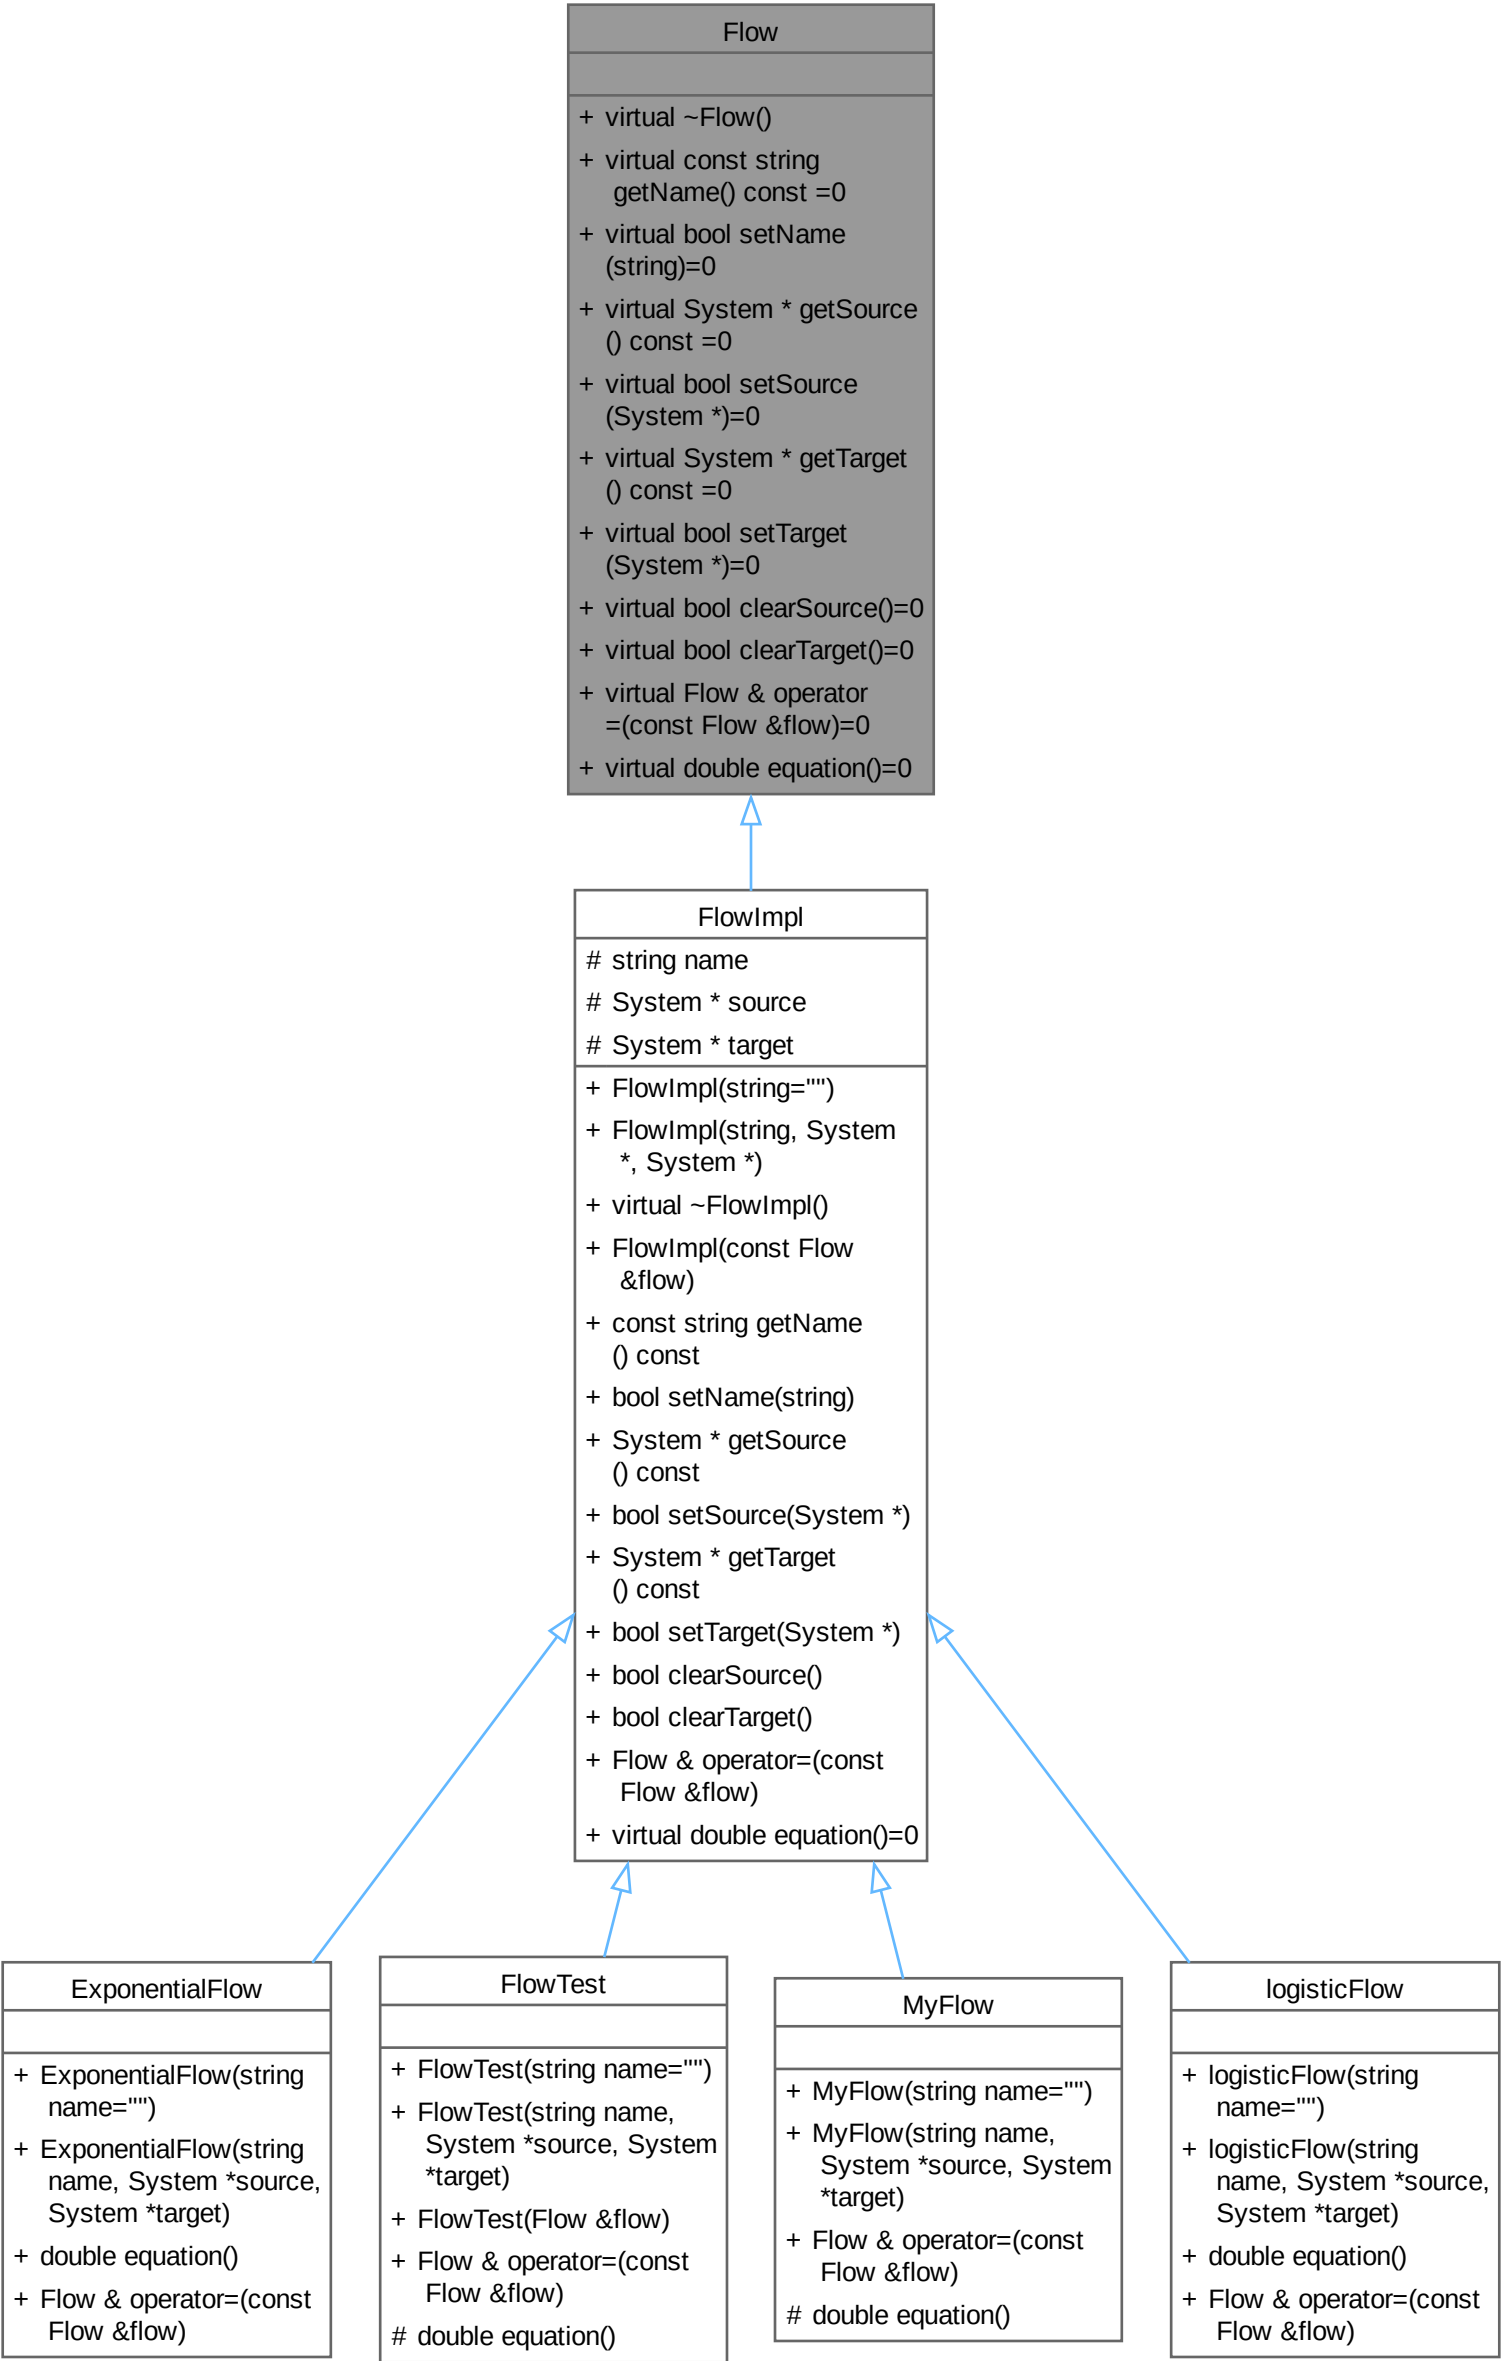 Flow
+ virtual ~Flow()
+ virtual const string
getName() const =0
+ virtual bool setName
(string)=0
+ virtual System * getSource
() const =0
+ virtual bool setSource
(System *)=0
+ virtual System * getTarget
() const =0
+ virtual bool setTarget
(System *)=0
+ virtual bool clearSource()=0
+ virtual bool clearTarget()=0
+ virtual Flow & operator
=(const Flow &flow)=0
+ virtual double equation()=0
FlowImpl
# string name
# System * source
# System * target
+ FlowImpl(string="")
+ FlowImpl(string, System
*, System *)
+ virtual ~FlowImpl()
+ FlowImpl(const Flow
&flow)
+ const string getName
() const
+ bool setName(string)
+ System * getSource
() const
+ bool setSource(System *)
+ System * getTarget
() const
+ bool setTarget(System *)
+ bool clearSource()
+ bool clearTarget()
+ Flow & operator=(const
Flow &flow)
+ virtual double equation()=0
ExponentialFlow
+ ExponentialFlow(string
name="")
+ ExponentialFlow(string
name, System *source,
System *target)
+ double equation()
+ Flow & operator=(const
Flow &flow)
FlowTest
+ FlowTest(string name="")
+ FlowTest(string name,
System *source, System
*target)
+ FlowTest(Flow &flow)
+ Flow & operator=(const
Flow &flow)
# double equation()
MyFlow
+ MyFlow(string name="")
+ MyFlow(string name,
System *source, System
*target)
+ Flow & operator=(const
Flow &flow)
# double equation()
logisticFlow
+ logisticFlow(string
name="")
+ logisticFlow(string
name, System *source,
System *target)
+ double equation()
+ Flow & operator=(const
Flow &flow)